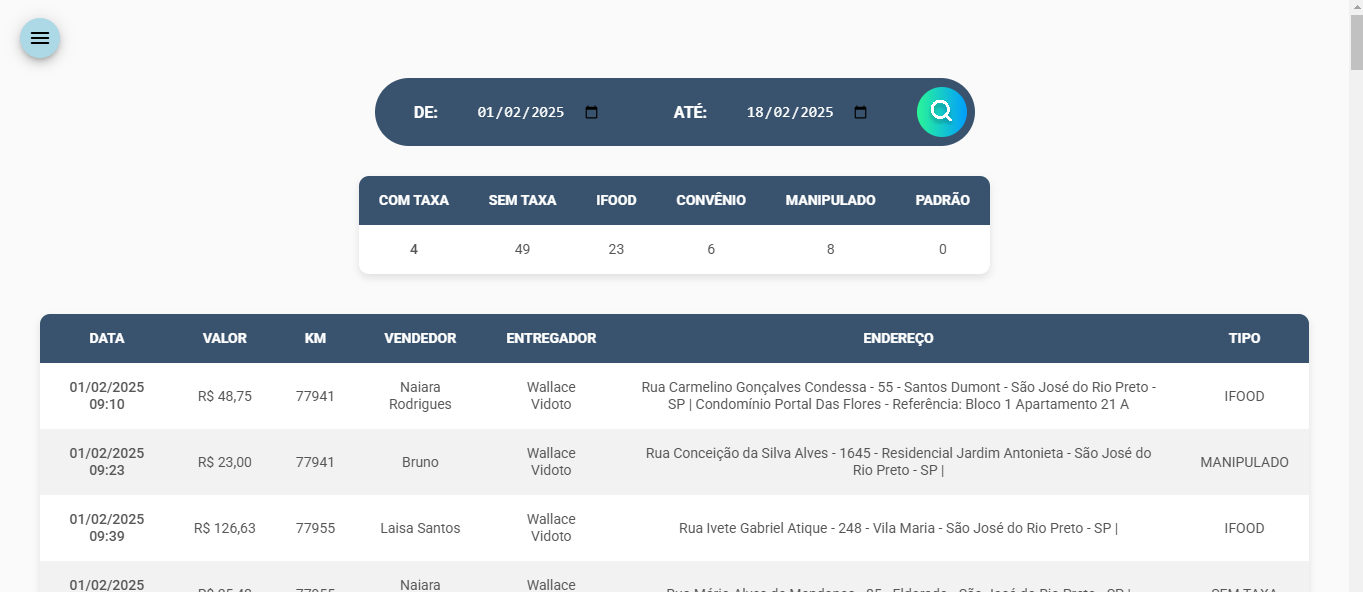 DE: 01/02/2025 ATÉ: 18/02/2025
COM TAXA SEM TAXA IFOOD CONVÊNIO MANIPULADO PADRÃO
4 49 23 6 8 0
DATA VALOR KM VENDEDOR ENTREGADOR ENDEREÇO TIPO
01/02/2025 09:10 R$ 48,75 77941 Naiara Rodrigues Wallace Vidoto Rua Carmelino Gonçalves Condessa - 55 - Santos Dumont - São José do Rio Preto - SP | Condomínio Portal Das Flores - Referência: Bloco 1 Apartamento 21 A IFOOD
01/02/2025 09:23 R$ 23,00 77941 Bruno Wallace Vidoto Rua Conceição da Silva Alves - 1645 - Residencial Jardim Antonieta - São José do Rio Preto - SP | MANIPULADO
01/02/2025 09:39 R$ 126,63 77955 Laisa Santos Wallace Vidoto Rua Ivete Gabriel Atique - 248 - Vila Maria - São José do Rio Preto - SP | IFOOD
01/02/2025 Naiara Wallace